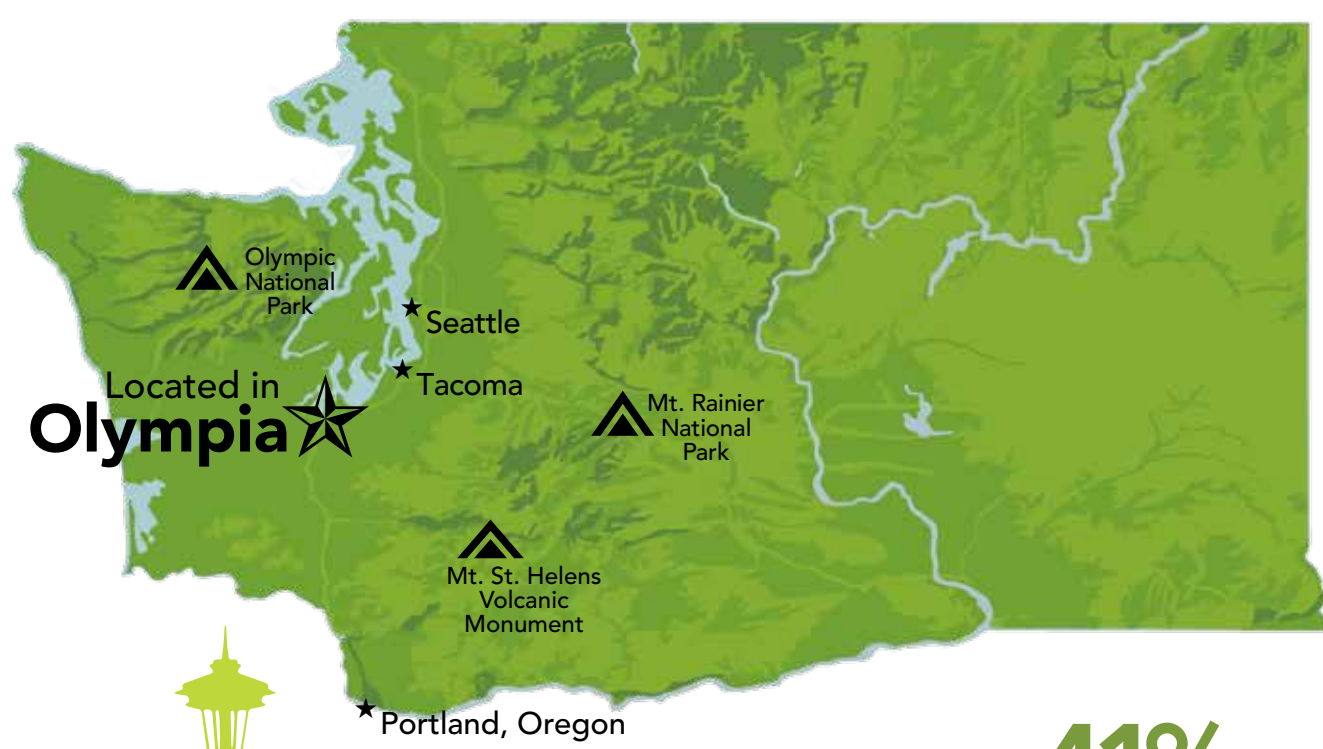 Olympic
National
Park
Seattle
Tacoma
Located in
Olympia
Mt. Rainier
National
Park
Mt. St. Helens
Volcanic
Monument
Portland, Oregon
41%